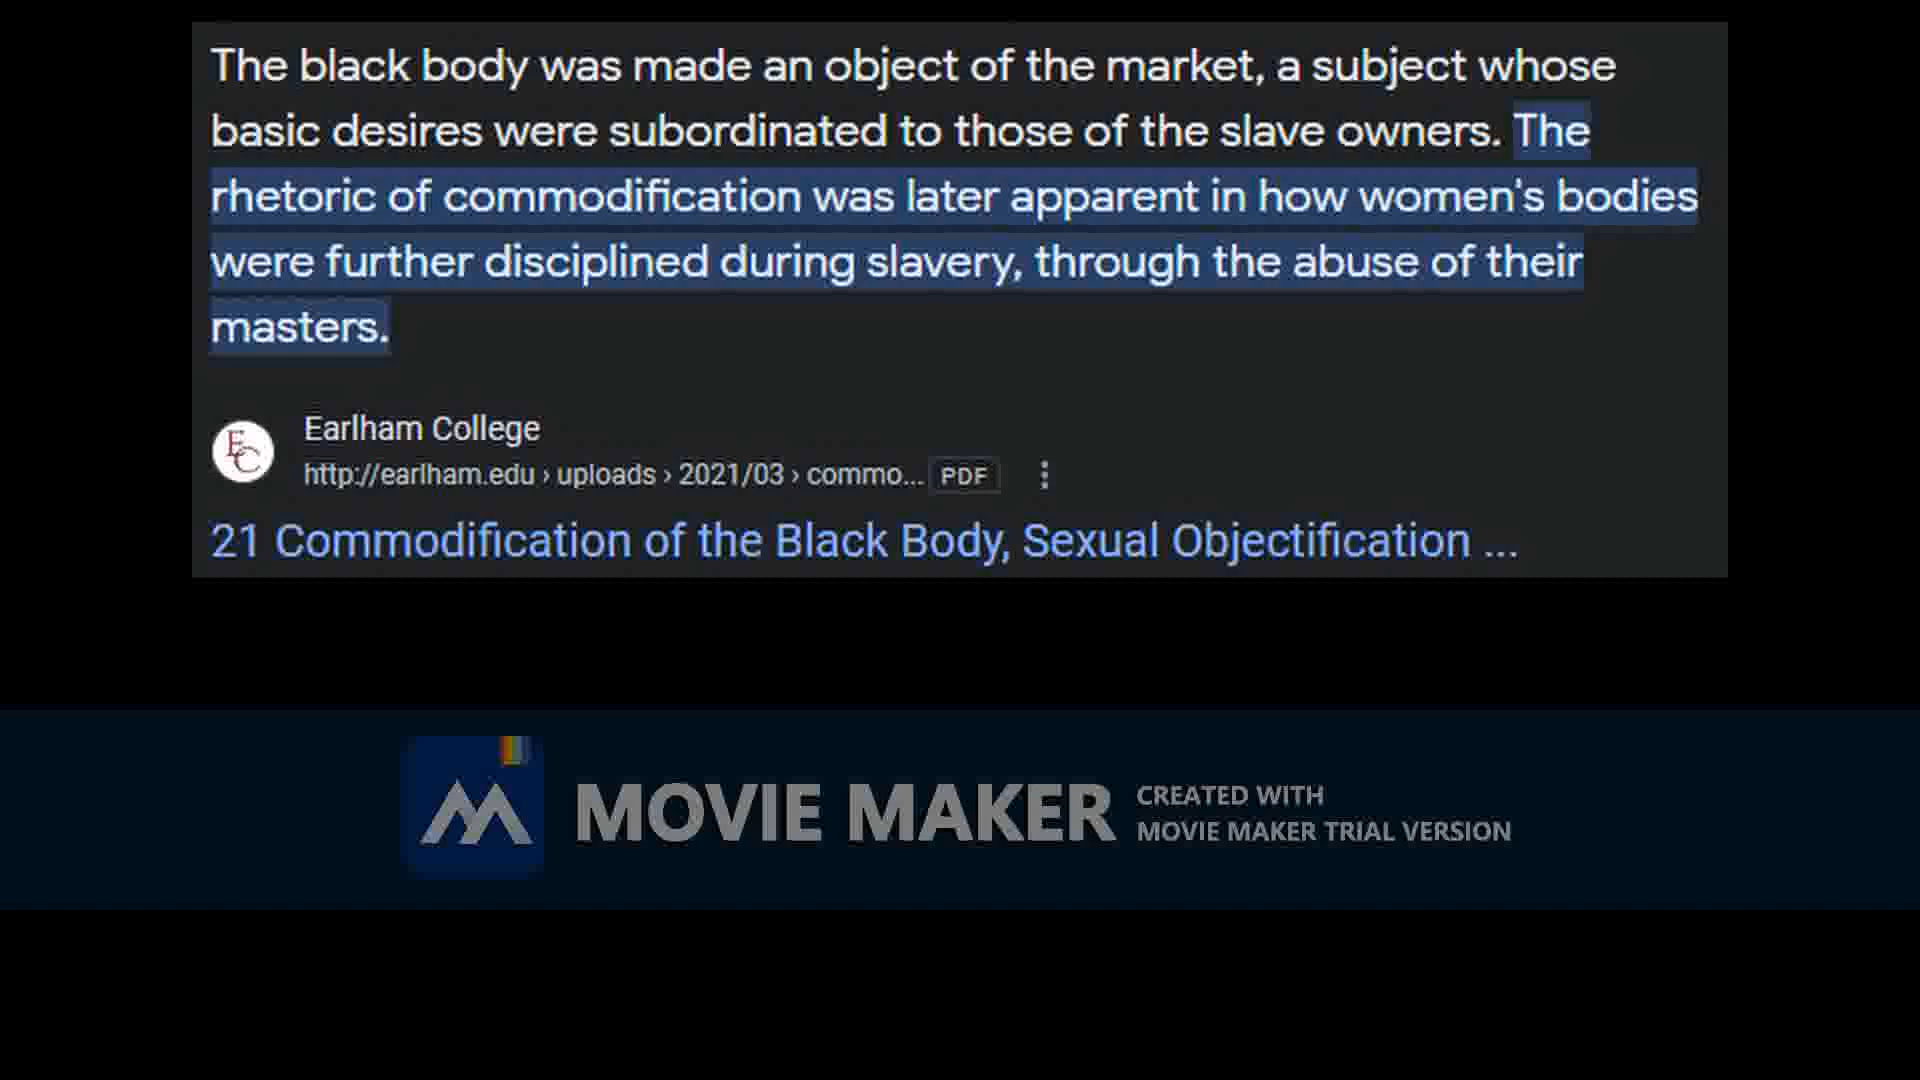 The black body was made an object of the market, a subject whose
basic desires were subordinated to those of the slave owners. The
rhetoric of commodification was later apparent in how women's bodies
were further disciplined during slavery, through the abuse of their
masters.
EC
Earlham College
http://earlham.edu › uploads › 2021/03 › commo... PDF
21 Commodification of the Black Body, Sexual Objectification ...
MOVIE MAKER
CREATED WITH
MOVIE MAKER TRIAL VERSION